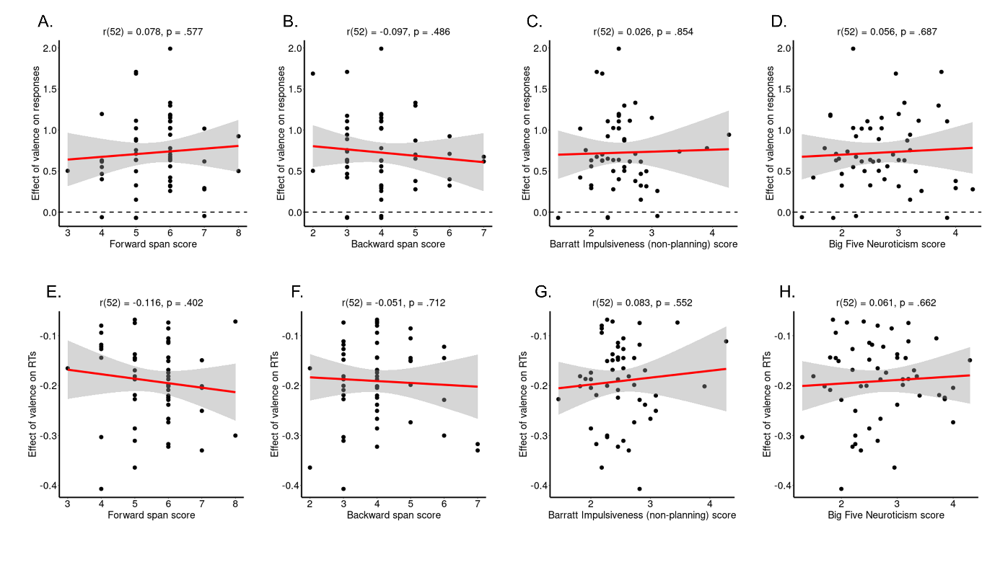 A.
r(52) = 0.078, p = .577
Effect of valence on responses
2.0
1.5
1.0
0.5
0.0
3 4 5 6 7 8
Forward span score
B.
r(52) = -0.097, p = .486
Effect of valence on responses
2.0
1.5
1.0
0.5
0.0
2 3 4 5 6 7
Backward span score
C.
r(52) = 0.026, p = .854
Effect of valence on responses
2.0
1.5
1.0
0.5
0.0
2 3 4
Barratt Impulsiveness (non-planning) score
D.
r(52) = 0.056, p = .687
Effect of valence on responses
2.0
1.5
1.0
0.5
0.0
2 3 4
Big Five Neuroticism score
E.
r(52) = -0.116, p = .402
Effect of valence on RTs
-0.1
-0.2
-0.3
-0.4
3 4 5 6 7 8
Forward span score
F.
r(52) = -0.051, p = .712
Effect of valence on RTs
-0.1
-0.2
-0.3
-0.4
2 3 4 5 6 7
Backward span score
G.
r(52) = 0.083, p = .552
Effect of valence on RTs
-0.1
-0.2
-0.3
-0.4
2 3 4
Barratt Impulsiveness (non-planning) score
H.
r(52) = 0.061, p = .662
Effect of valence on RTs
-0.1
-0.2
-0.3
-0.4
2 3 4
Big Five Neuroticism score